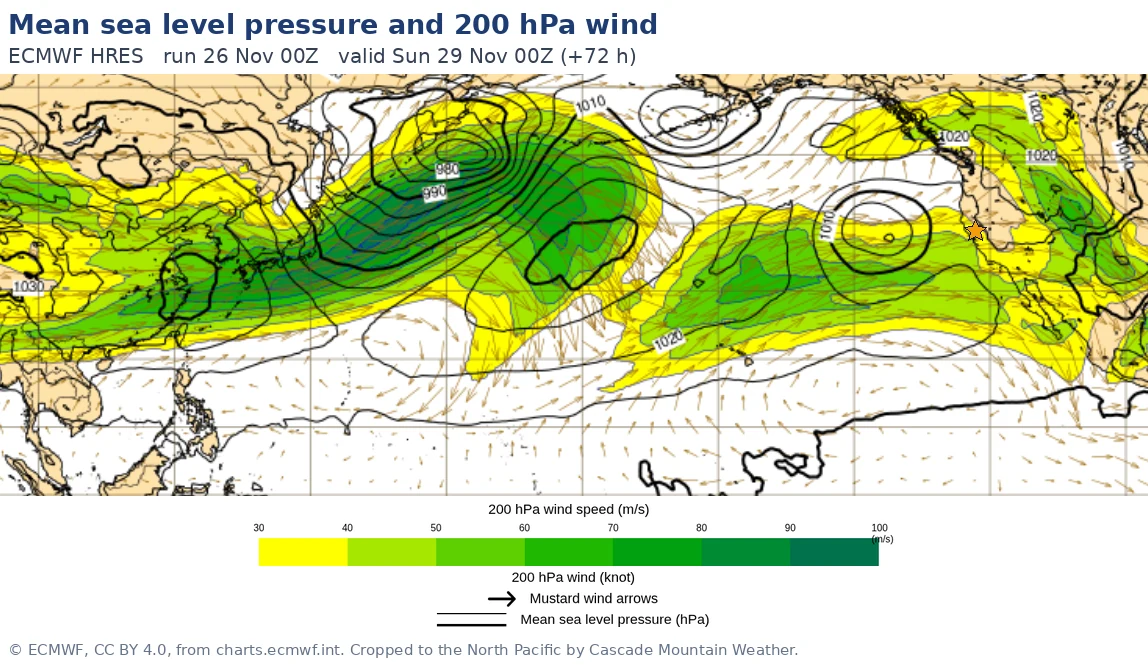 Mean sea level pressure and 200 hPa wind
ECMWF HRES run 26 Nov 00Z valid Sun 29 Nov 00Z (+72 h)
1010
1020
1020
1020
1010
980
990
1010
1030
1020
1020
200 hPa wind speed (m/s)
30 40 50 60 70 80 90 100
(m/s)
200 hPa wind (knot)
Mustard wind arrows
Mean sea level pressure (hPa)
© ECMWF, CC BY 4.0, from charts.ecmwf.int. Cropped to the North Pacific by Cascade Mountain Weather.